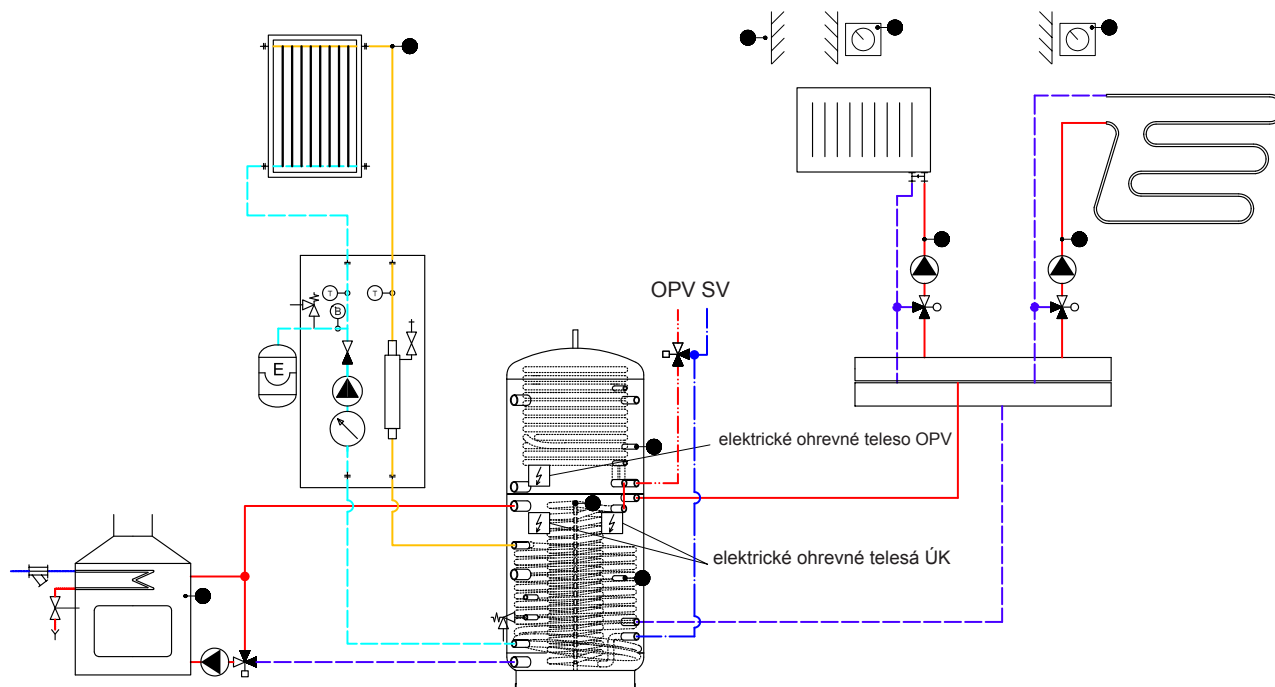 T
T
B
E
OPV SV
elektrické ohrevné teleso OPV
elektrické ohrevné telesá ÚK